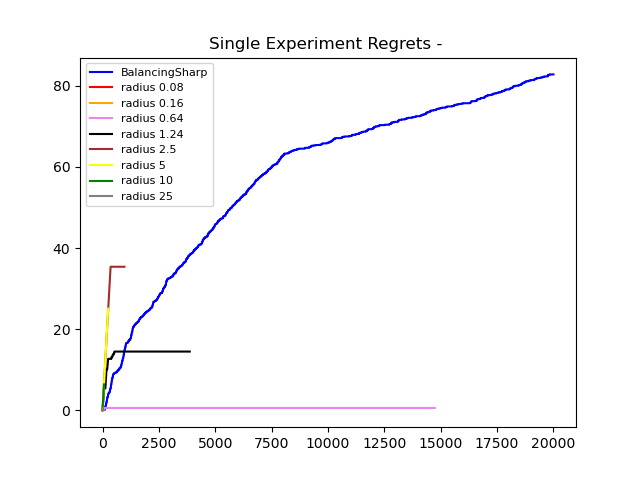 Single Experiment Regrets -
BalancingSharp
radius 0.08
radius 0.16
radius 0.64
radius 1.24
radius 2.5
radius 5
radius 10
radius 25
80
60
40
20
0
0 2500 5000 7500 10000 12500 15000 17500 20000